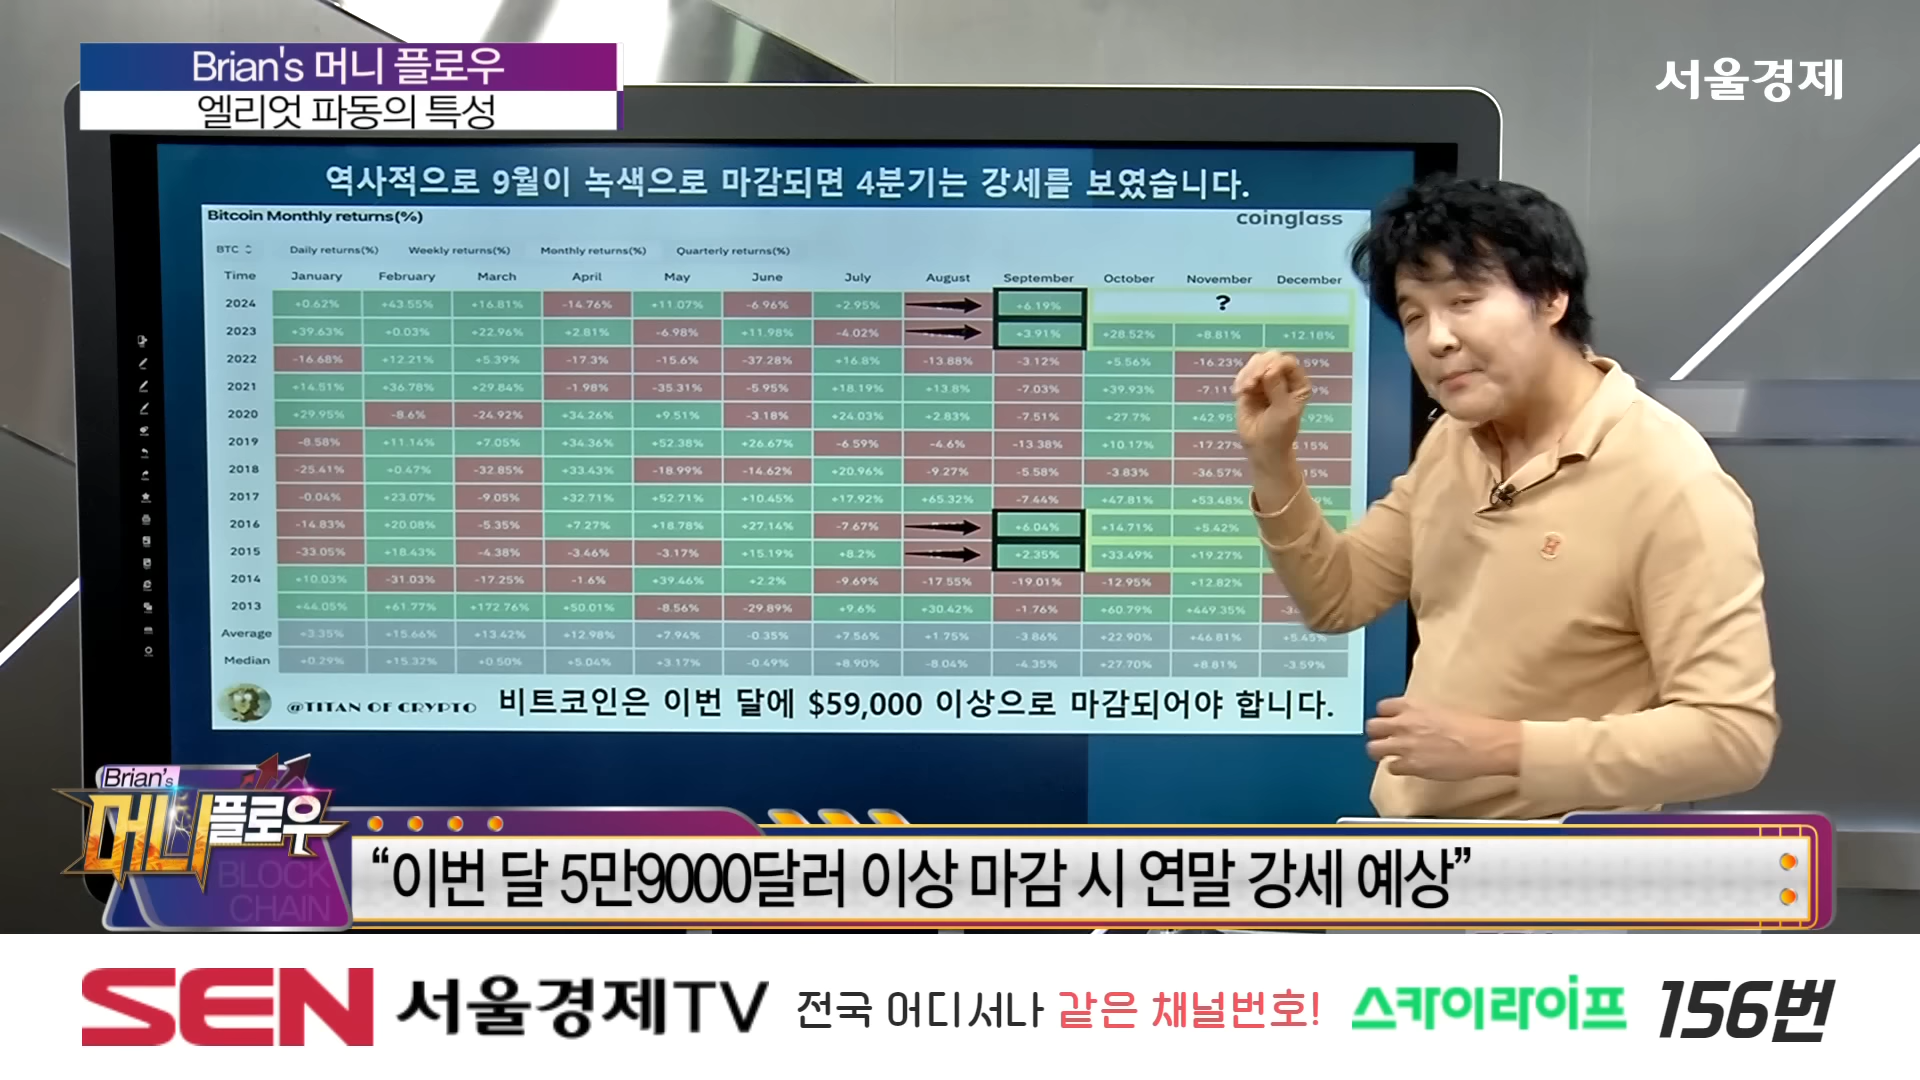 Brian's 머니 플로우
엘리엇 파동의 특성
서울경제
역사적으로 9월이 녹색으로 마감되면 4분기는 강세를 보였습니다.
Bitcoin Monthly returns(%)
coinglass
BTC Daily returns(%) Weekly returns(%) Monthly returns(%) Quarterly returns(%)
Time January February March April May June July August September October November December
2024 +0.62% +43.55% +16.81% -14.76% +11.07% -6.96% +2.95% +6.19% ?
2023 +39.63% +0.03% +22.96% +2.81% -6.98% +11.98% -4.02% +3.91% +28.52% +8.81% +12.18%
2022 -16.68% +12.21% +5.39% -17.3% -15.6% -37.28% +16.8% -13.88% -3.12% +5.56% -16.23%
2021 +14.51% +36.78% +29.84% -1.98% -35.31% -5.95% +18.19% +13.8% -7.03% +39.93%
2020 +29.95% -8.6% -24.92% +34.26% +9.51% -3.18% +24.03% +2.83% -7.51% +27.7%
2019 -8.58% +11.14% +7.05% +34.36% +52.38% +26.67% -6.59% -4.6% -13.38% +10.17% -17.27%
2018 -25.41% +0.47% -32.85% +33.43% -18.99% -14.62% +20.96% -9.27% -5.58% -3.83% -36.57%
2017 -0.04% +23.07% -9.05% +32.71% +52.71% +10.45% +17.92% +65.32% -7.44% +47.81% +53.48%
2016 -14.83% +20.08% -5.35% +7.27% +18.78% +27.14% -7.67% +6.04% +14.71% +5.42%
2015 -33.05% +18.43% -4.38% -3.46% -3.17% +15.19% +8.2% +2.35% +33.49% +19.27%
2014 +10.03% -31.03% -17.25% -1.6% +39.46% +2.2% -9.69% -17.55% -19.01% -12.95% +12.82%
2013 +44.05% +61.77% +172.76% +50.01% -8.56% -29.89% +9.6% +30.42% -1.76% +60.79% +449.35%
Average +3.35% +15.66% +13.42% +12.98% +7.94% -0.35% +7.56% +1.75% -3.86% +22.90% +46.81% +5.45%
Median +0.29% +15.32% +0.50% +5.04% +3.17% -0.49% +8.90% -8.04% -4.35% +27.70% +8.81% -3.59%
@TITAN OF CRYPTO 비트코인은 이번 달에 $59,000 이상으로 마감되어야 합니다.
Brian's
머니플로우
BLOCK
CHAIN
“이번 달 5만9000달러 이상 마감 시 연말 강세 예상”
SEN 서울경제TV 전국 어디서나 같은 채널번호! 스카이라이프 156번